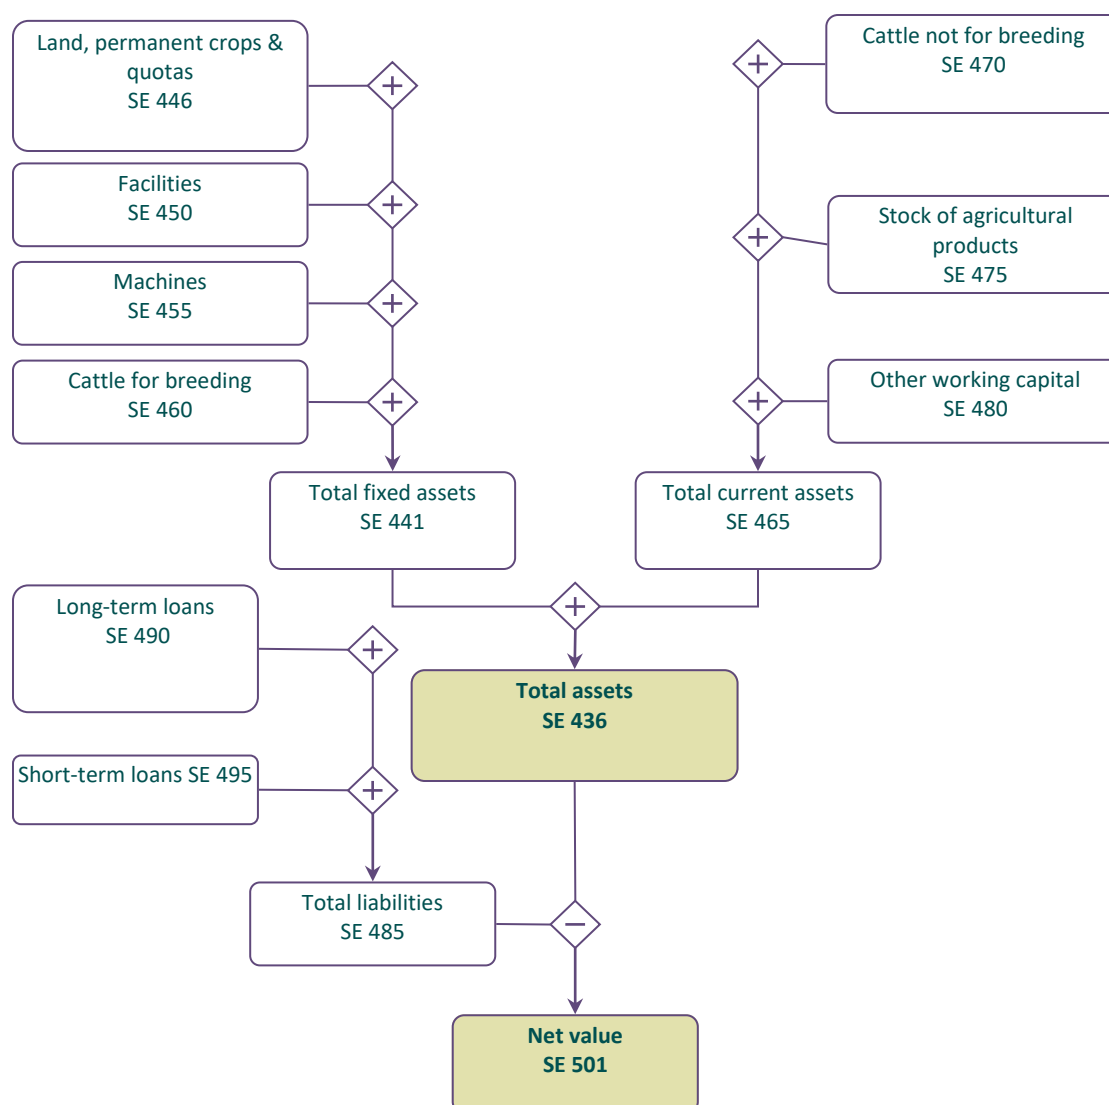 Land, permanent crops &
quotas
SE 446
Facilities
SE 450
Machines
SE 455
Cattle for breeding
SE 460
Cattle not for breeding
SE 470
Stock of agricultural
products
SE 475
Other working capital
SE 480
Total fixed assets
SE 441
Total current assets
SE 465
Long-term loans
SE 490
Short-term loans SE 495
Total assets
SE 436
Total liabilities
SE 485
Net value
SE 501